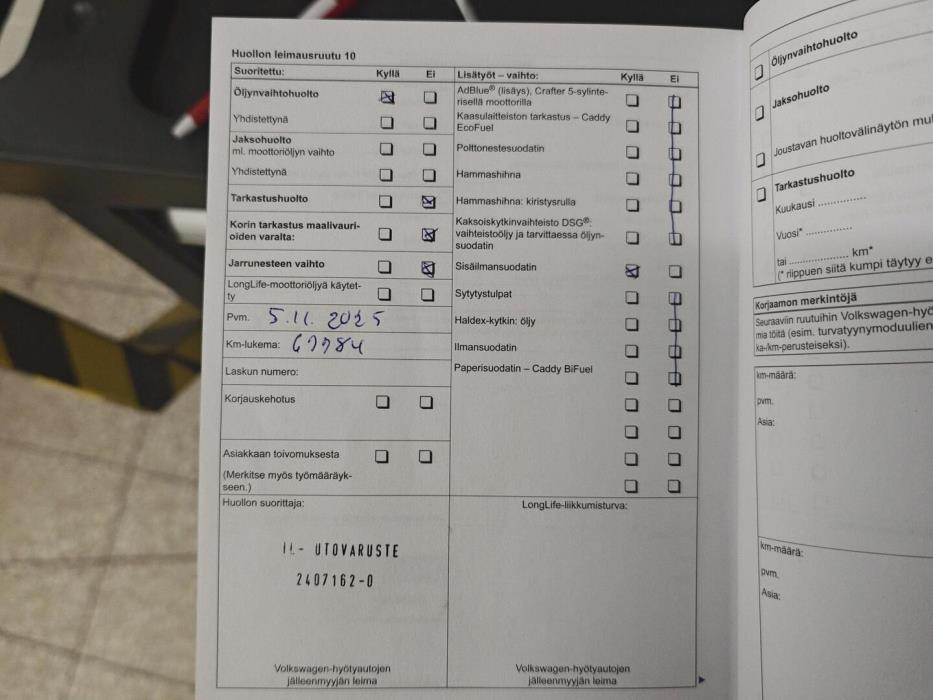 Huollon leimausruutu 10
Suoritettu: Kyllä Ei
Öljynvaihtohuolto
Yhdistettynä
Jaksohuolto
ml. moottoriöljyn vaihto
Yhdistettynä
Tarkastushuolto
Korin tarkastus maalivauri-
oiden varalta:
Jarrunesteen vaihto
LongLife-moottoriöljyä käytet-
ty
Pvm. 5.11. 2025
Km-lukema:
Laskun numero:
Korjauskehotus
Asiakkaan toivomuksesta
(Merkitse myös työmääräyk-
seen.)
Huollon suorittaja:
UTOVARUSTE
2407162-0
Volkswagen-hyötyautojen
jälleenmyyjän leima
Lisätyöt – vaihto: Kyllä Ei
AdBlue® (lisäys), Crafter 5-sylinte-
risellä moottorilla
Kaasulaitteiston tarkastus – Caddy
EcoFuel
Polttonestesuodatin
Hammashihna
Hammashihna: kiristysrulla
Kaksoiskytkinvaihteisto DSG®:
vaihteistoöljy ja tarvittaessa öljyn-
suodatin
Sisäilmansuodatin
Sytytystulpat
Haldex-kytkin: öljy
Ilmansuodatin
Paperisuodatin – Caddy BiFuel
LongLife-liikkumisturva:
Volkswagen-hyötyautojen
jälleenmyyjän leima
Öljynvaihtohuolto
Jaksohuolto
Joustavan huoltovälinäytön
Tarkastushuolto
Kuukausi ..............
Vuosi* ..............
tai .................. km*
(* riippuen siitä kumpi täytyy
Korjaamon merkintöjä
Seuraaviin ruutuihin
mia töitä (esim. turvatyynymoduulien
ka-/km-perusteiseksi).
km-määrä:
pvm.
Asia:
km-määrä:
pvm.
Asia: